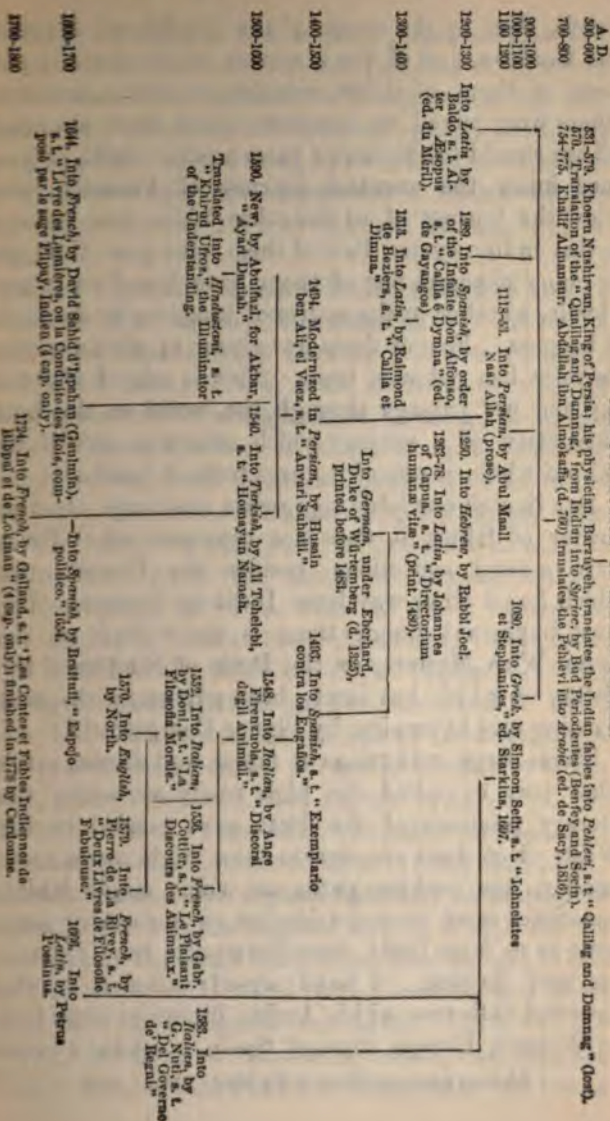 A. D.
500-600
700-800
900-1000
1000-1100
1100-1200
1200-1300
1300-1400
1400-1500
1500-1600
1600-1700
1700-1800
531-579. Khosru Nushirvan, King of Persia; his physician, Barzuyeh, translates the Indian fables into Pehlevi, s. t. “Qalilag and Damnag” (lost).
570. Translation of the “Qualilag and Damnag,” from Indian into Syriac, by Bud Periodeutes (Benfey and Socin).
754-775. Khalif Almansur. Abdallah ibn Almokaffa (d. 760) translates the Pehlevi into Arabic (ed. de Sacy, 1816).
1118-53. Into Persian, by Abul Maali
Nasr Allah (prose).
1080. Into Greek, by Simeon Seth, s. t. “Ichnelates
et Stephanites,” ed. Starkius, 1697.
Into Latin by
Baldo, s. t. Al-
ter Æsopus
(ed. du Méril).
1289. Into Spanish, by order
of the Infante Don Alfonso,
s. t. “Calila é Dymna” (ed.
de Gayangos)
1250. Into Hebrew, by Rabbi Joel.
1263-78. Into Latin, by Johannes
of Capua, s. t. “Directorium
humanæ vitæ” (print. 1480).
1313. Into Latin, by Raimond
de Beziers, s. t. “Calila et
Dimna.”
Into German, under Eberhard,
Duke of Würtemberg (d. 1325),
printed before 1483.
1494. Modernized in Persian, by Husain
ben Ali, el Vaez, s. t. “Anvari Suhaili.”
1493. Into Spanish, s. t. “Exemplario
contra los Engaños.”
1590. New, by Abulfazl, for Akbar,
“Ayari Danish.”
Translated into Hindustani, s. t.
“Khirud Ufroz,” the Illuminator
of the Understanding.
1540. Into Turkish, by Ali Tchelebi,
s. t. “Homayun Nameh.
1548. Into Italian, by Ange
Firenzuola, s. t. “Discorsi
degli Animali.”
1552. Into Italian,
by Doni, s. t. “La
Filosofia Morale.”
1556. Into French, by Gabr.
Cottier, s. t. “Le Plaisant
Discours des Animaux.”
1570. Into English,
by North.
1579. Into French, by
Pierre de La Rivey, s. t.
“Deux Livres de Filosofie
Fabuleuse.”
1583. Into
Italian, by
G. Nuti, s. t.
“Del Governo
de' Regni.”
1644. Into French, by David Sahid d'Ispahan (Gaulmin),
s. t. “Livre des Lumières, ou la Conduite des Rois, com-
posé par le sage Pilpay, Indien (4 cap. only).
—Into Spanish, by Brattuti, “Espejo
politico.” 1654.
1666. Into
Latin, by Petrus
Possinus.
1724. Into French, by Galland, s. t. ‘Les Contes et Fables Indiennes de
Bidpaï et de Lokman” (4 cap. only); finished in 1778 by Cardonne.